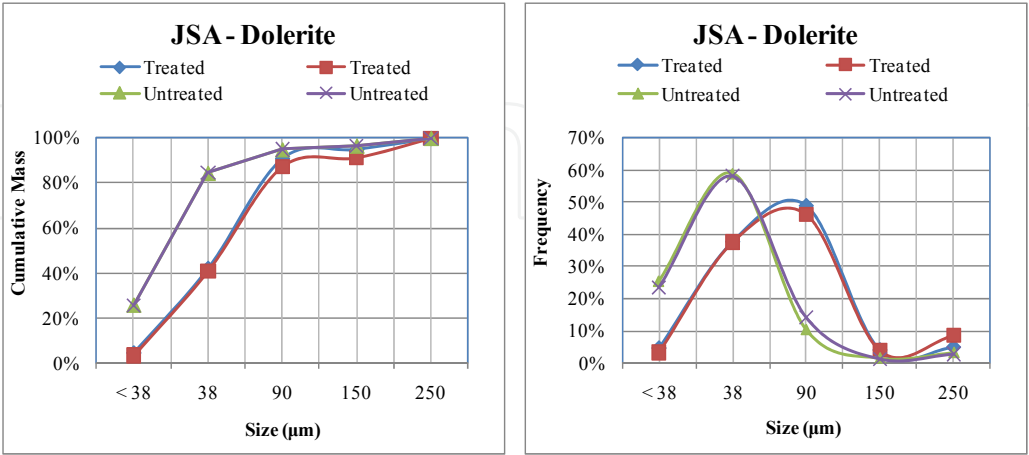 JSA - Dolerite
Treated Treated
Untreated Untreated
Cumulative Mass
100%
80%
60%
40%
20%
0%
< 38 38 90 150 250
Size (µm)
JSA - Dolerite
Treated Treated
Untreated Untreated
Frequency
70%
60%
50%
40%
30%
20%
10%
0%
< 38 38 90 150 250
Size (µm)